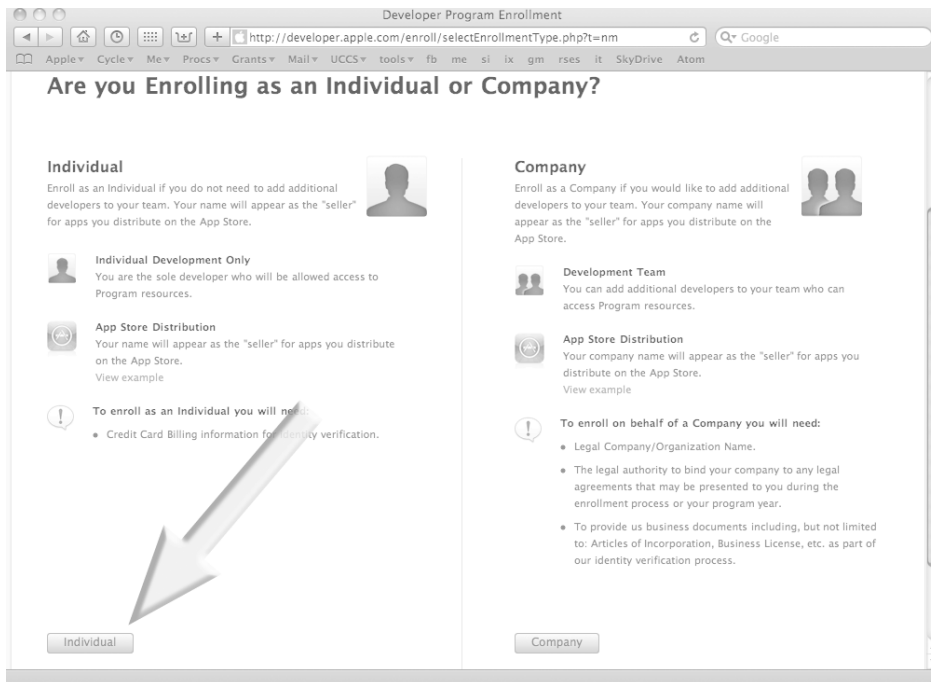 Developer Program Enrollment
http://developer.apple.com/enroll/selectEnrollmentType.php?t=nm
Google
Apple Cycle Me Procs Grants Mail UCCS tools fb me si ix gm rses it SkyDrive Atom
Are you Enrolling as an Individual or Company?
Individual
Enroll as an Individual if you do not need to add additional
developers to your team. Your name will appear as the "seller"
for apps you distribute on the App Store.
Individual Development Only
You are the sole developer who will be allowed access to
Program resources.
App Store Distribution
Your name will appear as the "seller" for apps you distribute
on the App Store.
View example
To enroll as an Individual you will need:
• Credit Card Billing information for identity verification.
Individual
Company
Enroll as a Company if you would like to add additional
developers to your team. Your company name will
appear as the "seller" for apps you distribute on the
App Store.
Development Team
You can add additional developers to your team who can
access Program resources.
App Store Distribution
Your company name will appear as the "seller" for apps you
distribute on the App Store.
View example
To enroll on behalf of a Company you will need:
• Legal Company/Organization Name.
• The legal authority to bind your company to any legal
agreements that may be presented to you during the
enrollment process or your program year.
• To provide us business documents including, but not limited
to: Articles of Incorporation, Business License, etc. as part of
our identity verification process.
Company